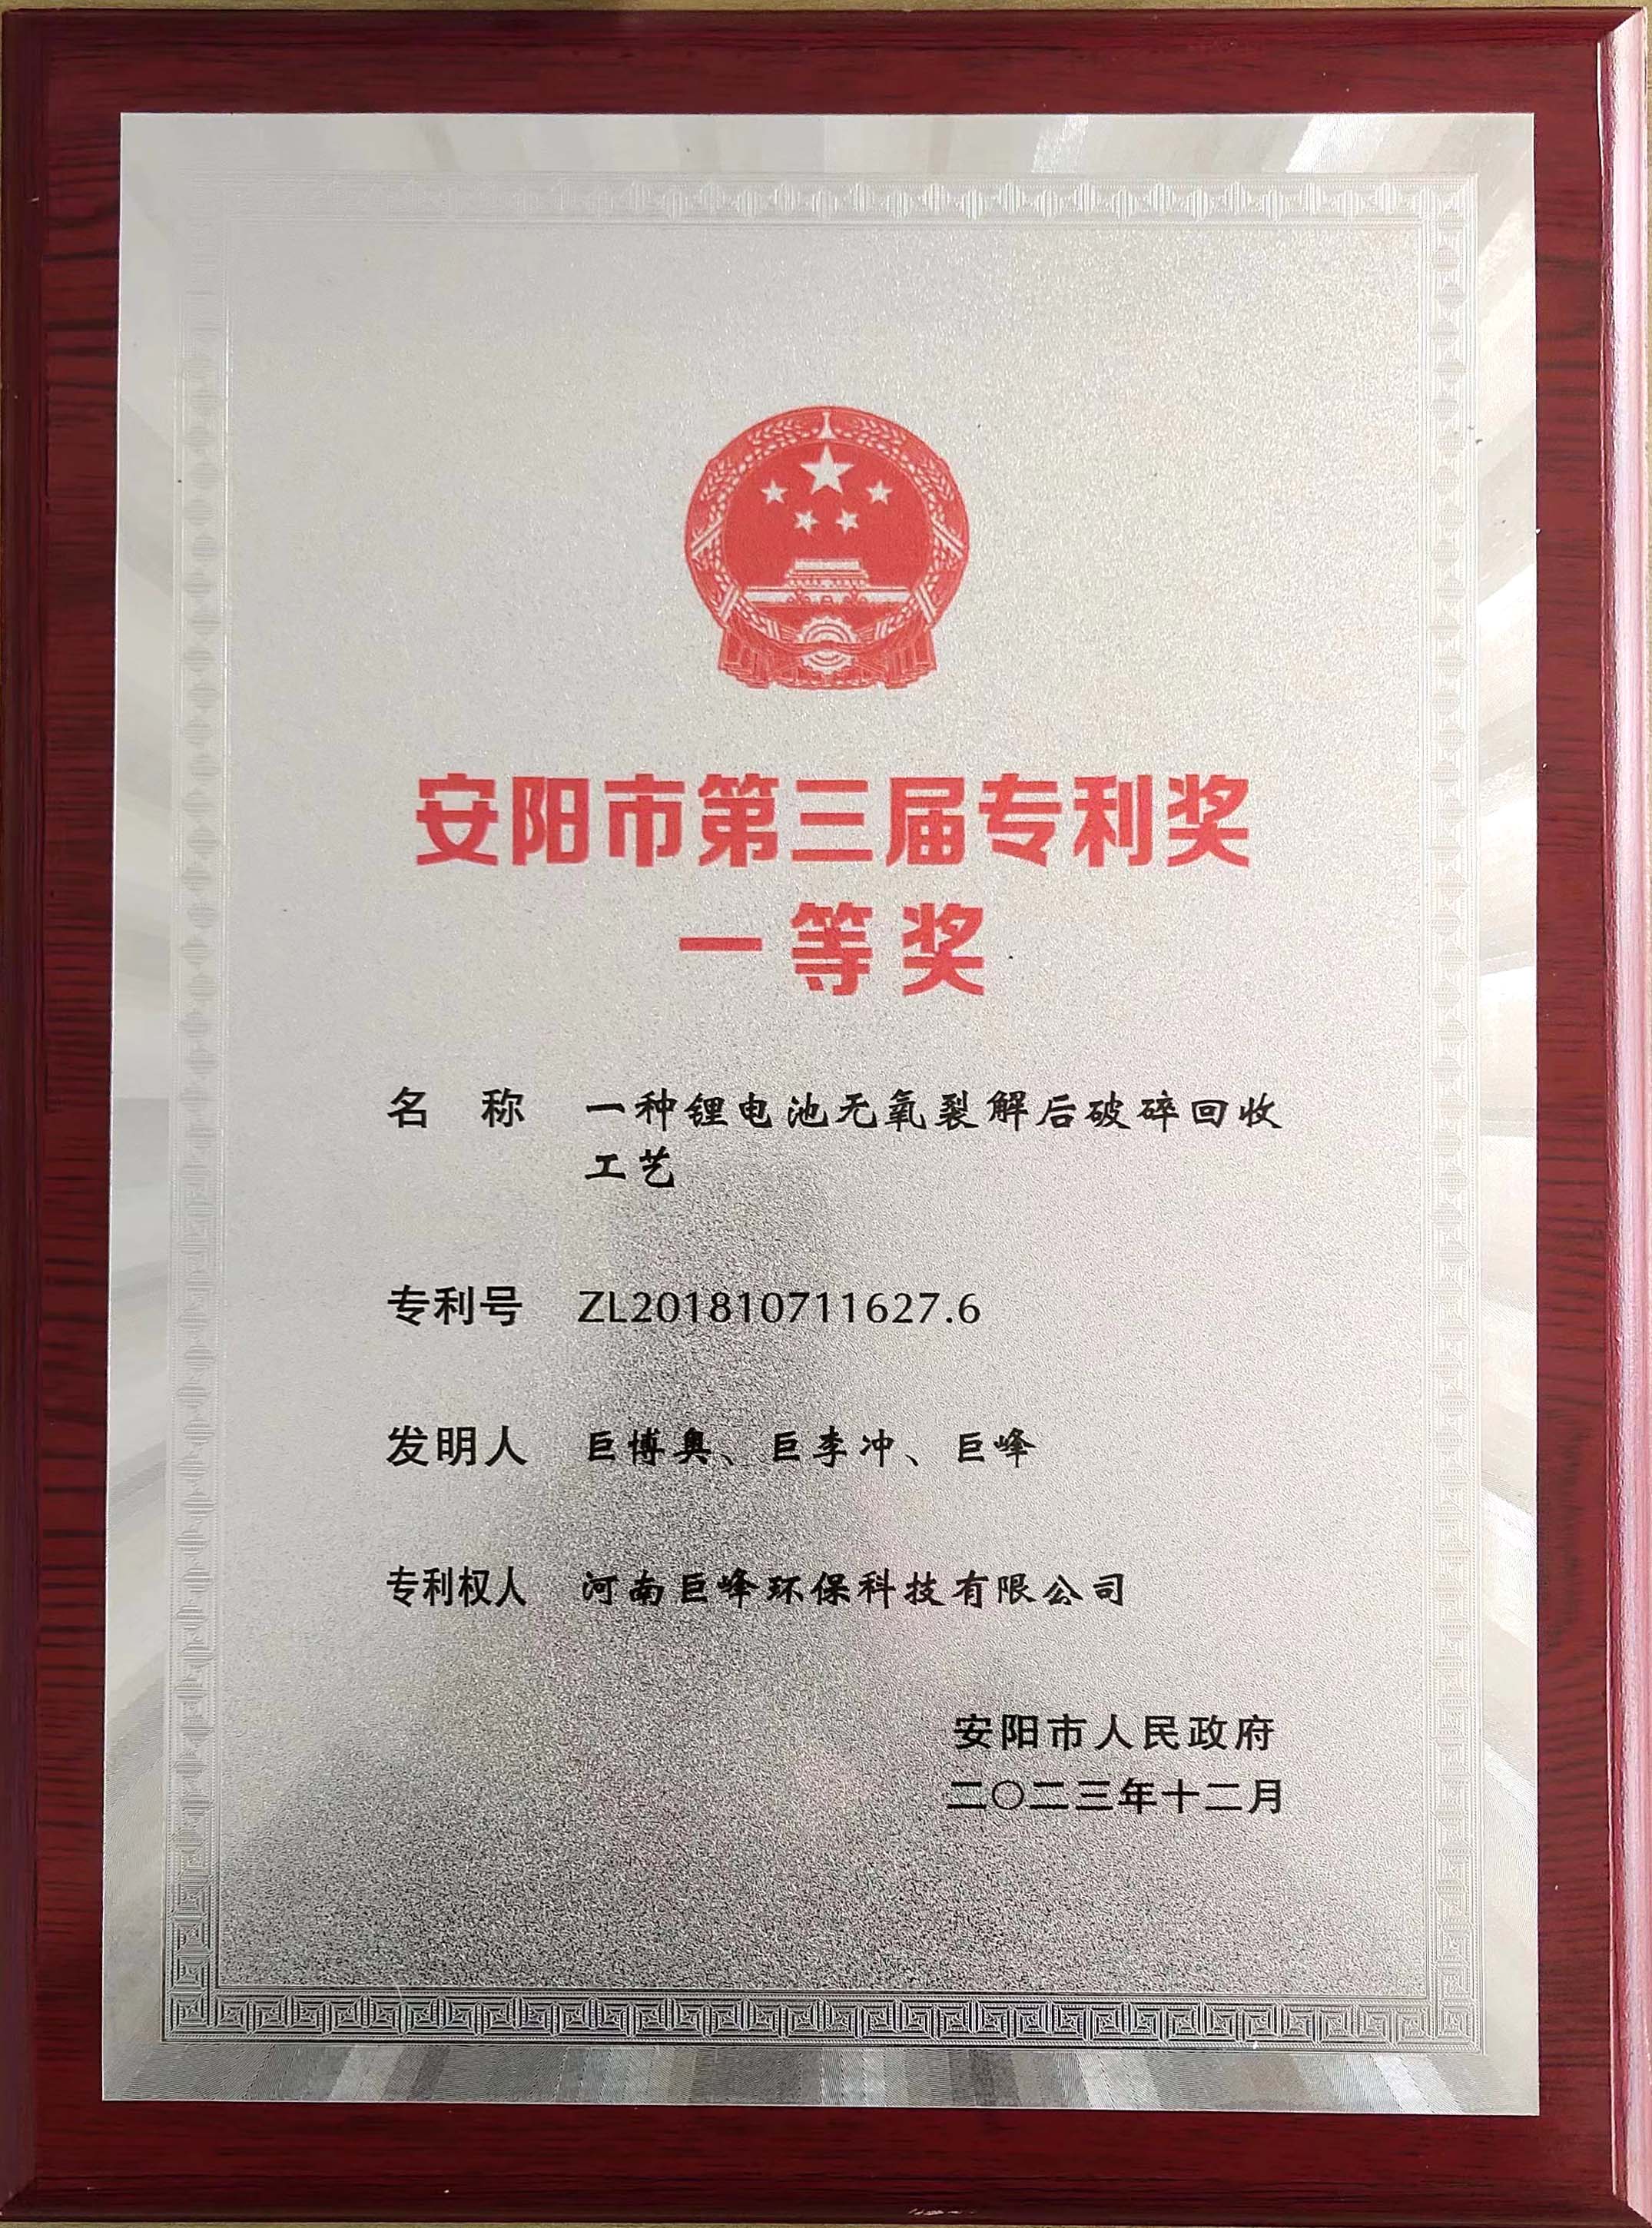 安阳市第三届专利奖
一等奖
名 称 一种锂电池无氧裂解后破碎回收
工艺
专利号 ZL201810711627.6
发明人 巨博奥、巨李冲、巨峰
专利权人 河南巨峰环保科技有限公司
安阳市人民政府
二〇二三年十二月